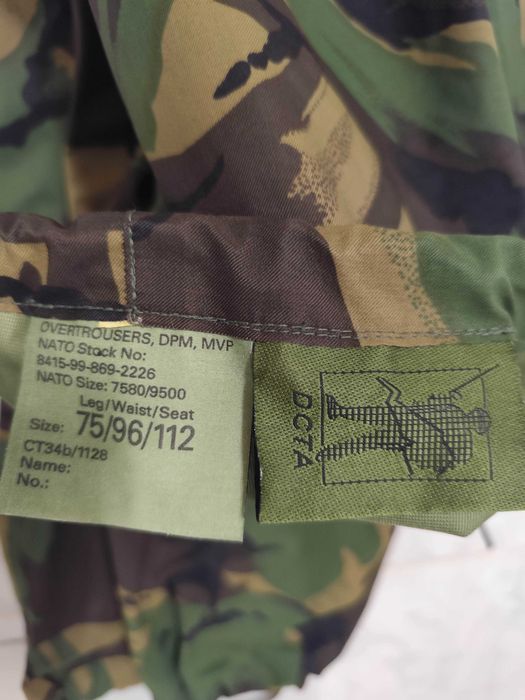 OVERTROUSERS, DPM, MVP
NATO Stock No:
8415-99-869-2226
NATO Size: 7580/9500
Leg/Waist/Seat
Size: 75/96/112
CT34b/1128
Name:
No.:
DCTA